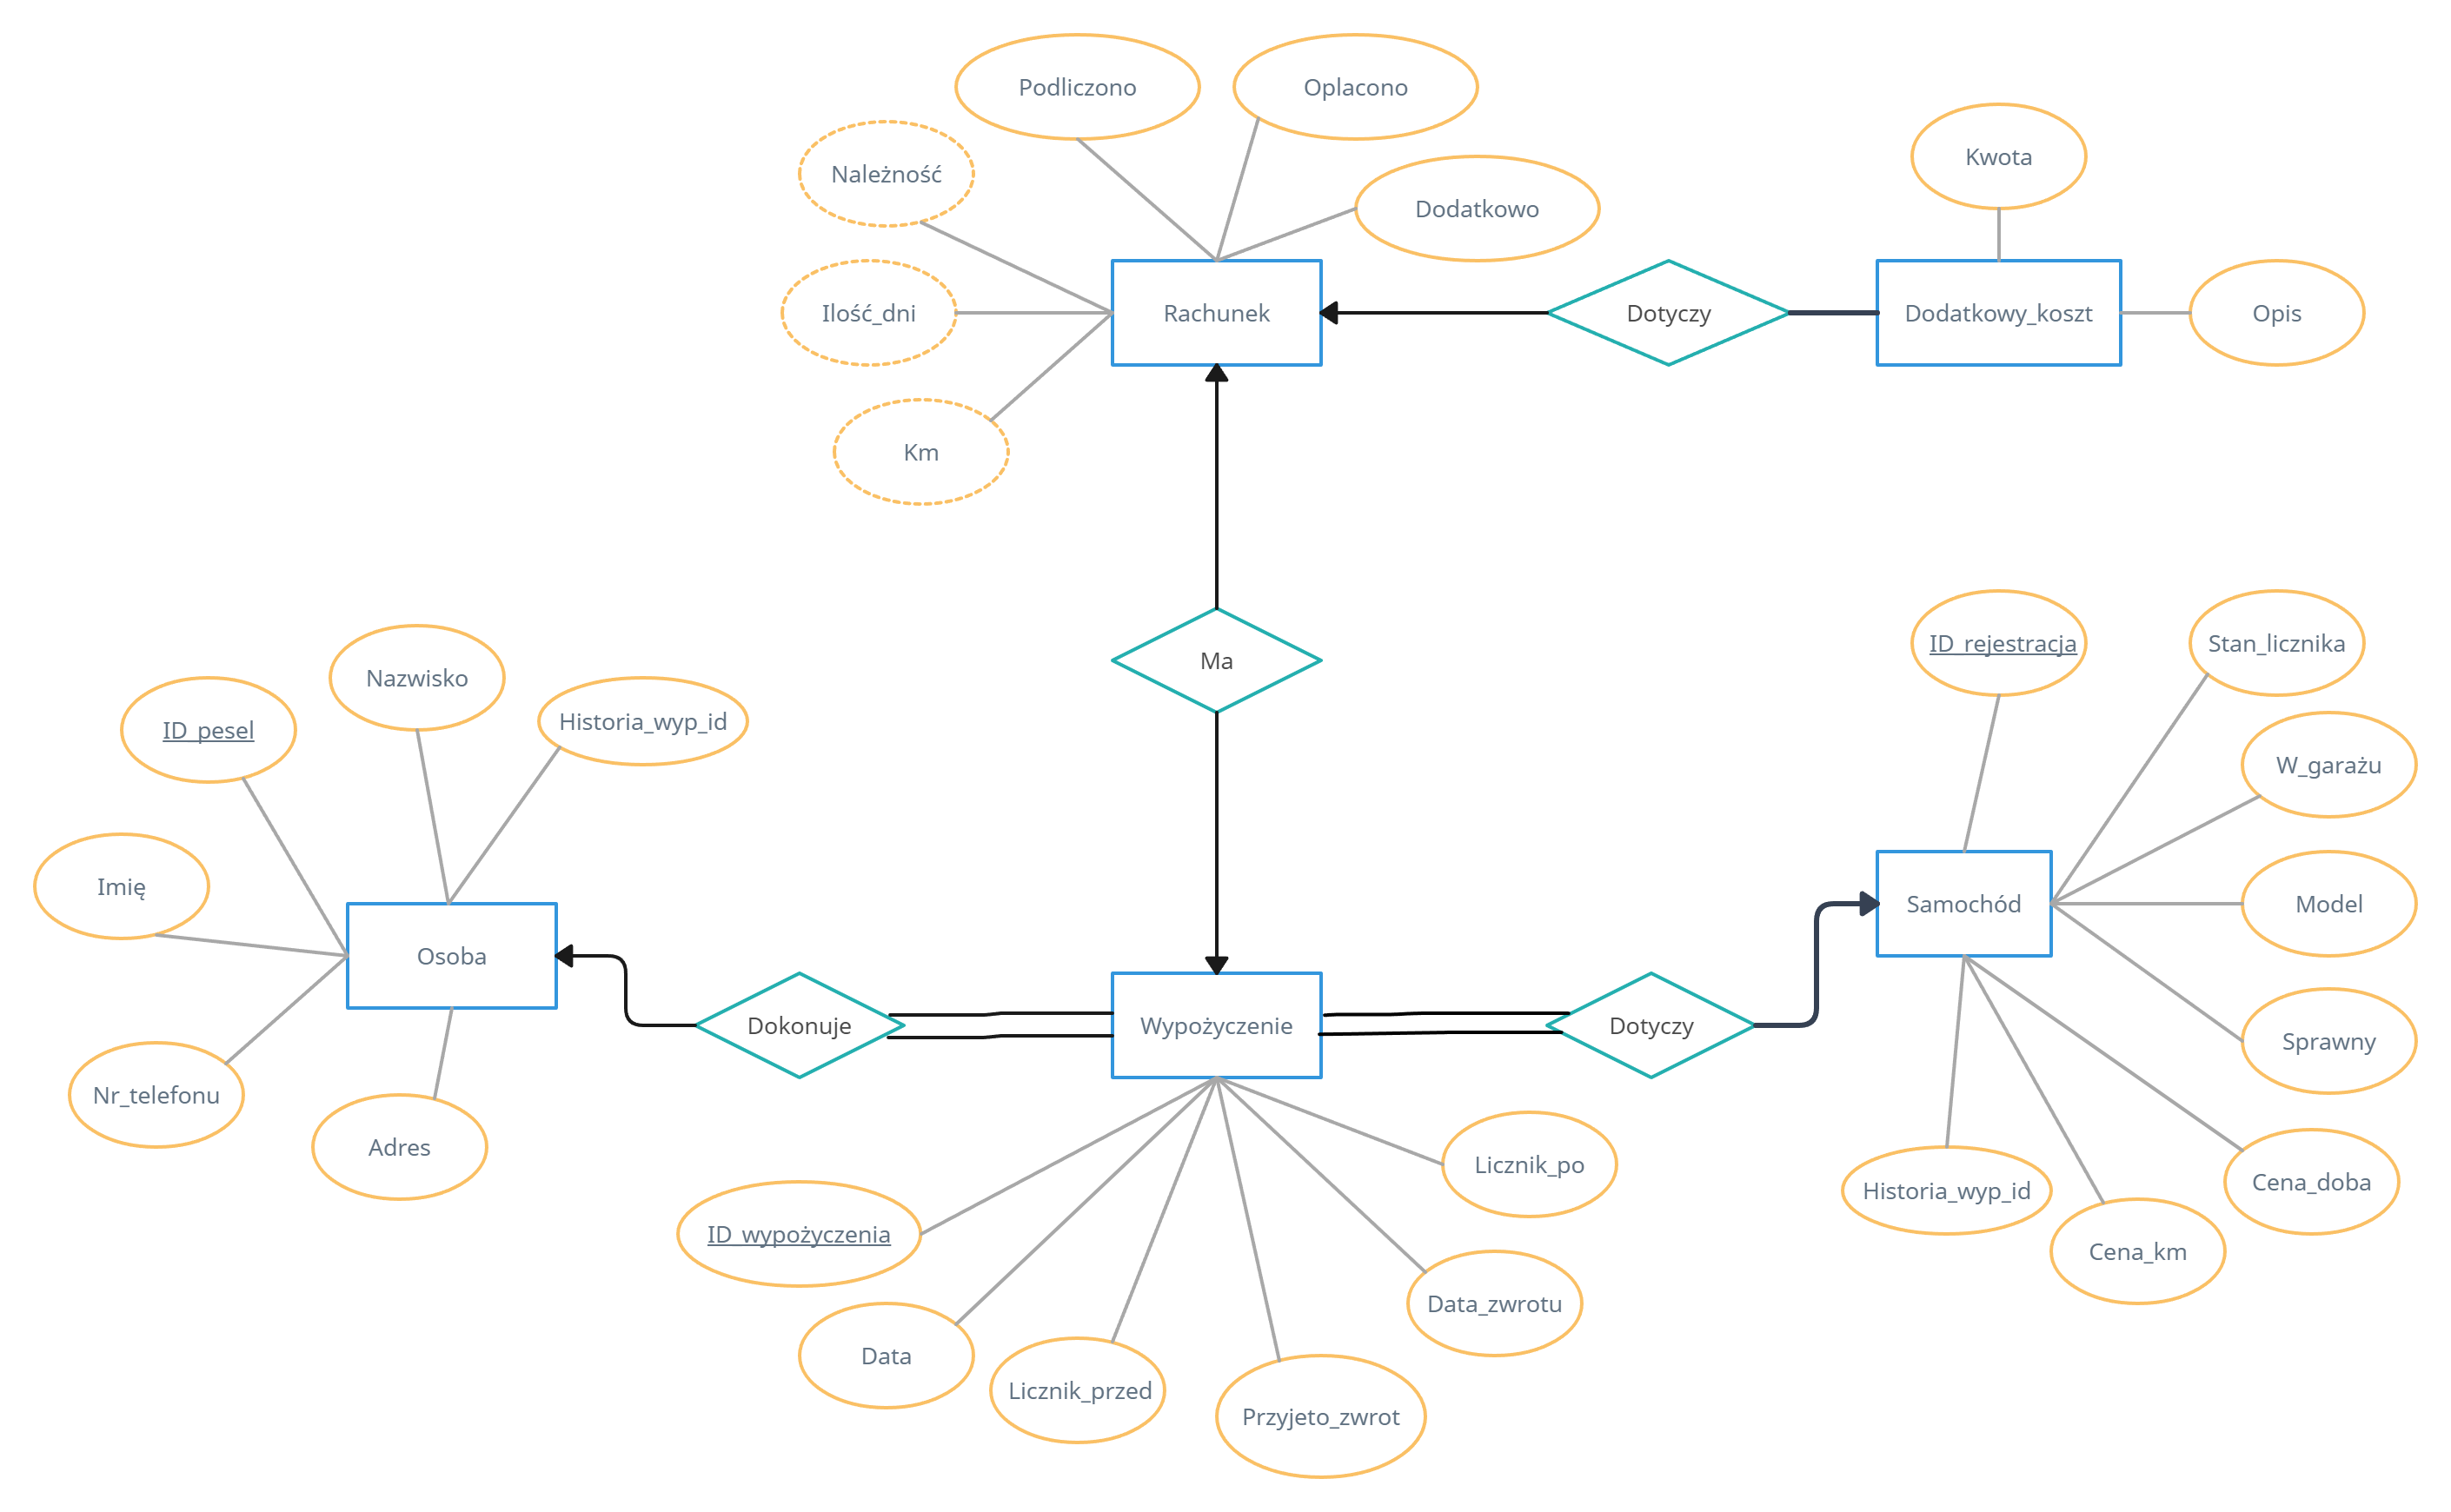 Podliczono
Oplacono
Kwota
Należność
Dodatkowo
Ilość_dni
Rachunek
Dotyczy
Dodatkowy_koszt
Opis
Km
Ma
ID_rejestracja
Stan_licznika
Nazwisko
Historia_wyp_id
ID_pesel
W_garażu
Imię
Samochód
Model
Osoba
Dokonuje
Wypożyczenie
Dotyczy
Sprawny
Nr_telefonu
Adres
Licznik_po
Historia_wyp_id
Cena_doba
ID_wypożyczenia
Cena_km
Data_zwrotu
Data
Licznik_przed
Przyjeto_zwrot